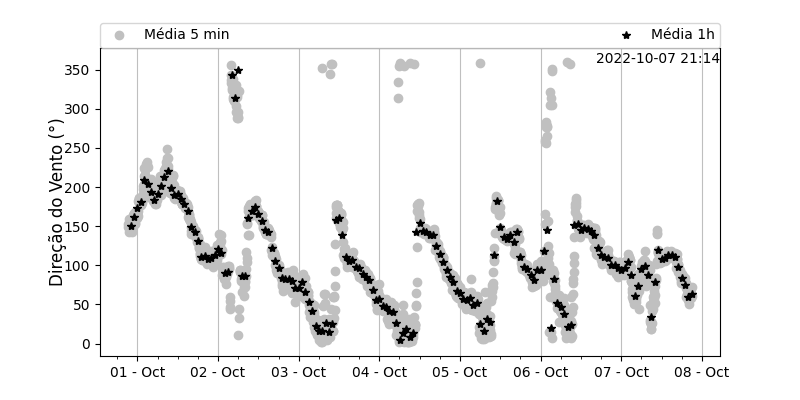 Média 5 min
Média 1h
2022-10-07 21:14
Direção do Vento (°)
350
300
250
200
150
100
50
0
01 - Oct
02 - Oct
03 - Oct
04 - Oct
05 - Oct
06 - Oct
07 - Oct
08 - Oct